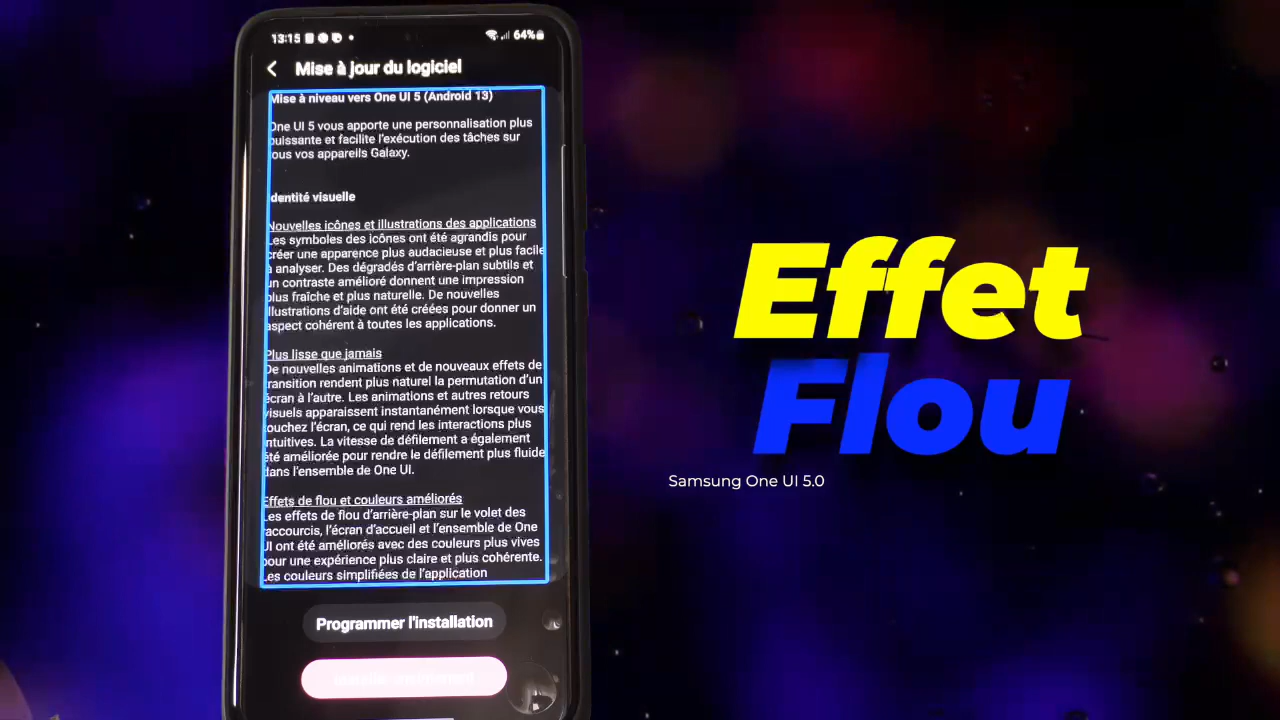 13:15
64%
Mise à jour du logiciel
Mise à niveau vers One UI 5 (Android 13)
One UI 5 vous apporte une personnalisation plus
puissante et facilite l'exécution des tâches sur
tous vos appareils Galaxy.
Identité visuelle
Nouvelles icônes et illustrations des applications
Les symboles des icônes ont été agrandis pour
créer une apparence plus audacieuse et plus facile
à analyser. Des dégradés d'arrière-plan subtils et
un contraste amélioré donnent une impression
plus fraîche et plus naturelle. De nouvelles
illustrations d'aide ont été créées pour donner un
aspect cohérent à toutes les applications.
Plus lisse que jamais
De nouvelles animations et de nouveaux effets de
transition rendent plus naturel la permutation d'un
écran à l'autre. Les animations et autres retours
visuels apparaissent instantanément lorsque vous
touchez l'écran, ce qui rend les interactions plus
intuitives. La vitesse de défilement a également
été améliorée pour rendre le défilement plus fluide
dans l'ensemble de One UI.
Effets de flou et couleurs améliorés
Les effets de flou d'arrière-plan sur le volet des
raccourcis, l'écran d'accueil et l'ensemble de One
UI ont été améliorés avec des couleurs plus vives
pour une expérience plus claire et plus cohérente.
Les couleurs simplifiées de l'application
Programmer l'installation
Effet
Flou
Samsung One UI 5.0